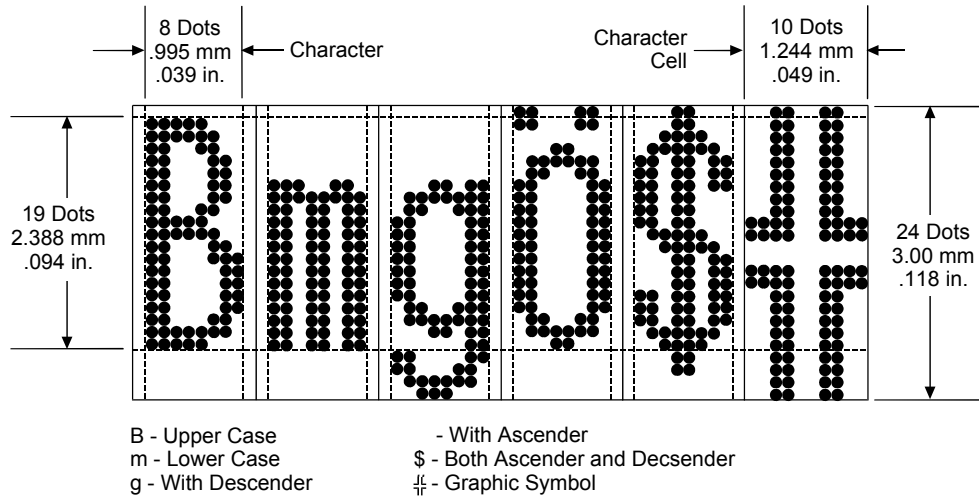 8 Dots
.995 mm
.039 in.
Character
Character
Cell
10 Dots
1.244 mm
.049 in.
19 Dots
2.388 mm
.094 in.
Bmgö$╬
24 Dots
3.00 mm
.118 in.
B - Upper Case
m - Lower Case
g - With Descender
- With Ascender
$ - Both Ascender and Decsender
╬ - Graphic Symbol